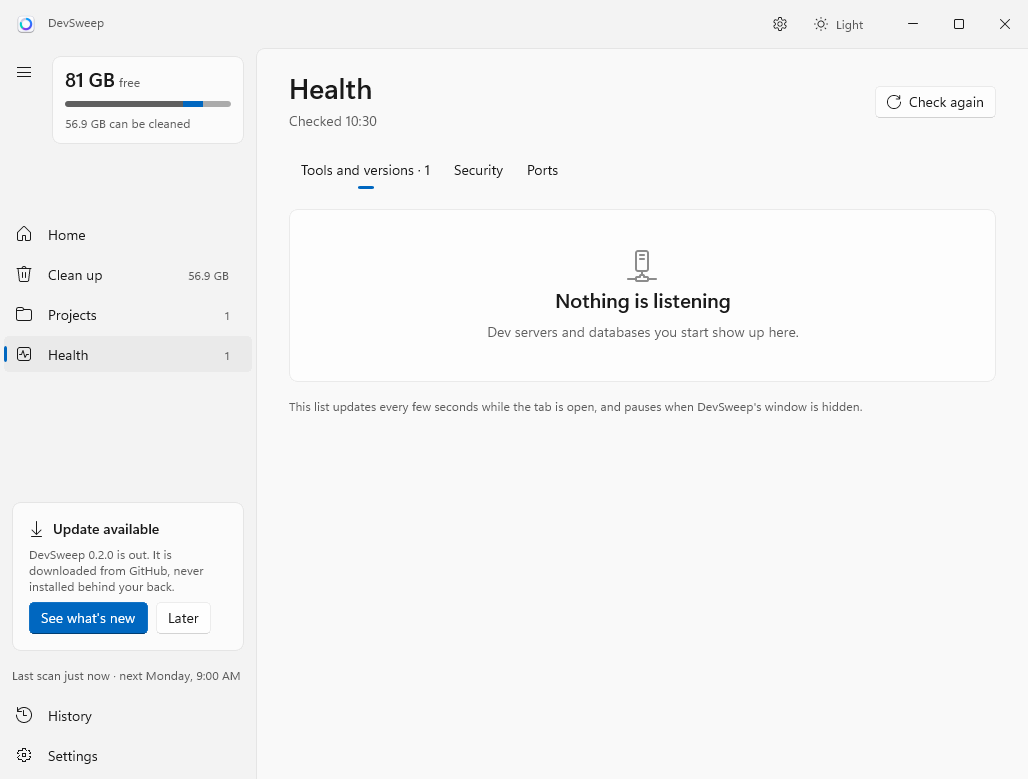 DevSweep
Light
81 GB free
56.9 GB can be cleaned
Home
Clean up 56.9 GB
Projects 1
Health 1
Update available
DevSweep 0.2.0 is out. It is
downloaded from GitHub, never
installed behind your back.
See what's new Later
Last scan just now · next Monday, 9:00 AM
History
Settings
Health
Checked 10:30
Check again
Tools and versions · 1 Security Ports
Nothing is listening
Dev servers and databases you start show up here.
This list updates every few seconds while the tab is open, and pauses when DevSweep's window is hidden.